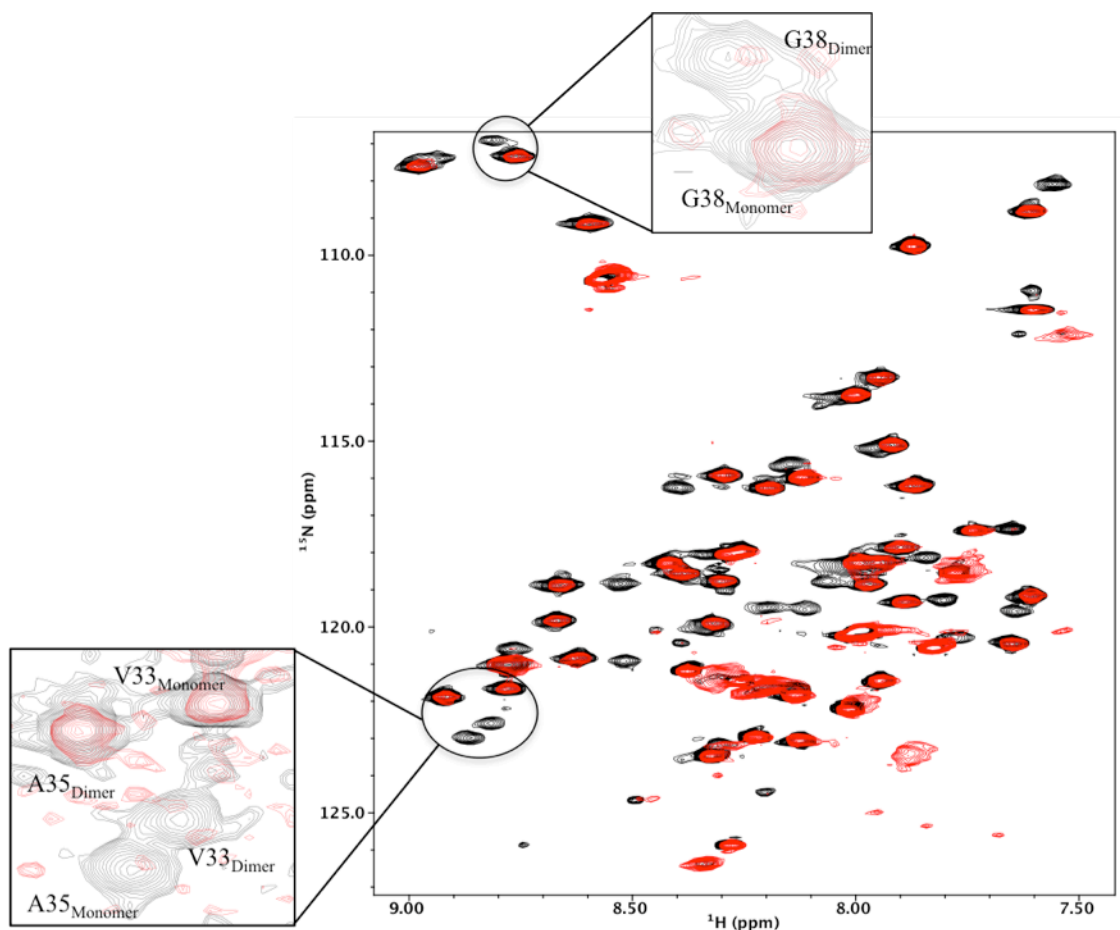 G38Dimer
G38Monomer
110.0
115.0
120.0
125.0
15N (ppm)
V33Monomer
A35Dimer
V33Dimer
A35Monomer
9.00
8.50
8.00
7.50
1H (ppm)